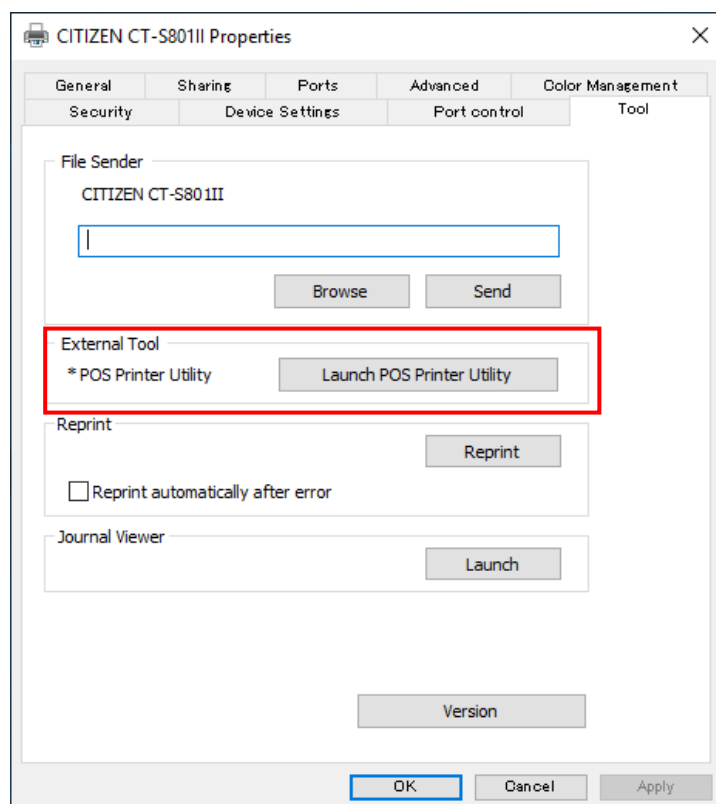 CITIZEN CT-S801II Properties
General Sharing Ports Advanced Color Management
Security Device Settings Port control Tool
File Sender
CITIZEN CT-S801II
Browse Send
External Tool
* POS Printer Utility Launch POS Printer Utility
Reprint
Reprint
Reprint automatically after error
Journal Viewer
Launch
Version
OK Cancel Apply